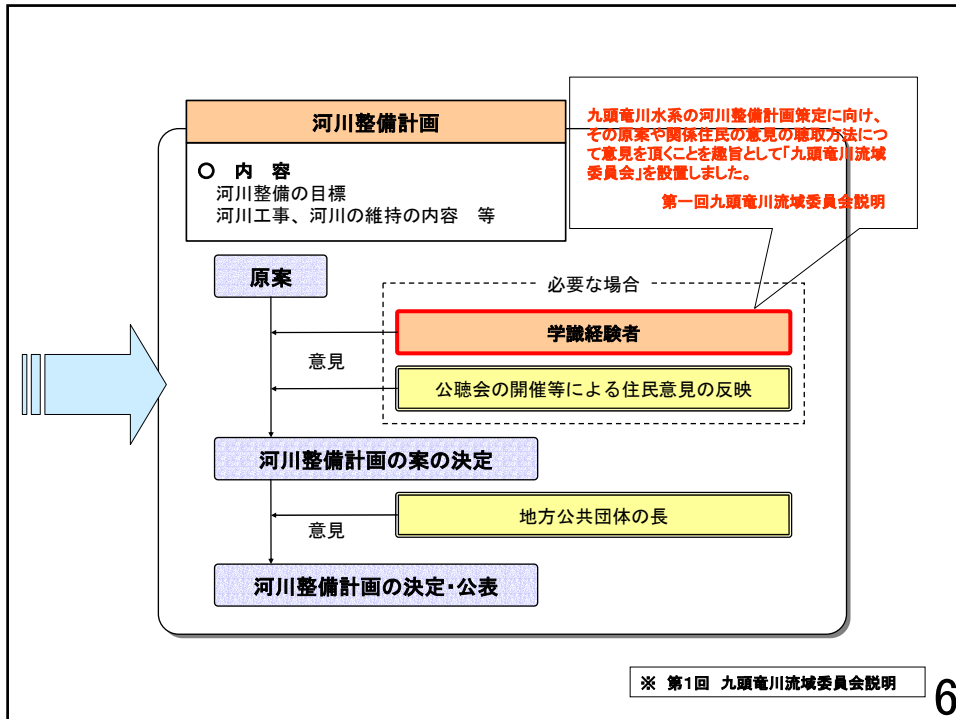 河川整備計画
九頭竜川水系の河川整備計画策定に向け、
その原案や関係住民の意見の聴取方法につ
て意見を頂くことを趣旨として「九頭竜川流域
委員会」を設置しました。
第一回九頭竜川流域委員会説明
○ 内 容
河川整備の目標
河川工事、河川の維持の内容 等
原案
必要な場合
学識経験者
意見
公聴会の開催等による住民意見の反映
河川整備計画の案の決定
地方公共団体の長
意見
河川整備計画の決定・公表
※ 第1回 九頭竜川流域委員会説明
6